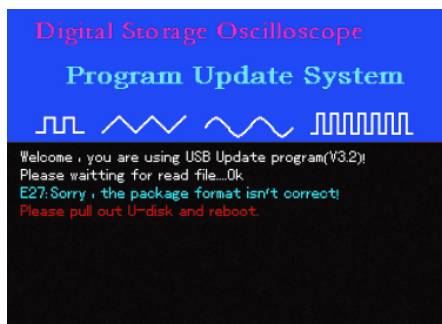 Digital Storage Oscilloscope
Program Update System
Welcome , you are using USB Update program(V3.2)!
Please waitting for read file....Ok
E27:Sorry , the package format isn't correct!
Please pull out U-disk and reboot.